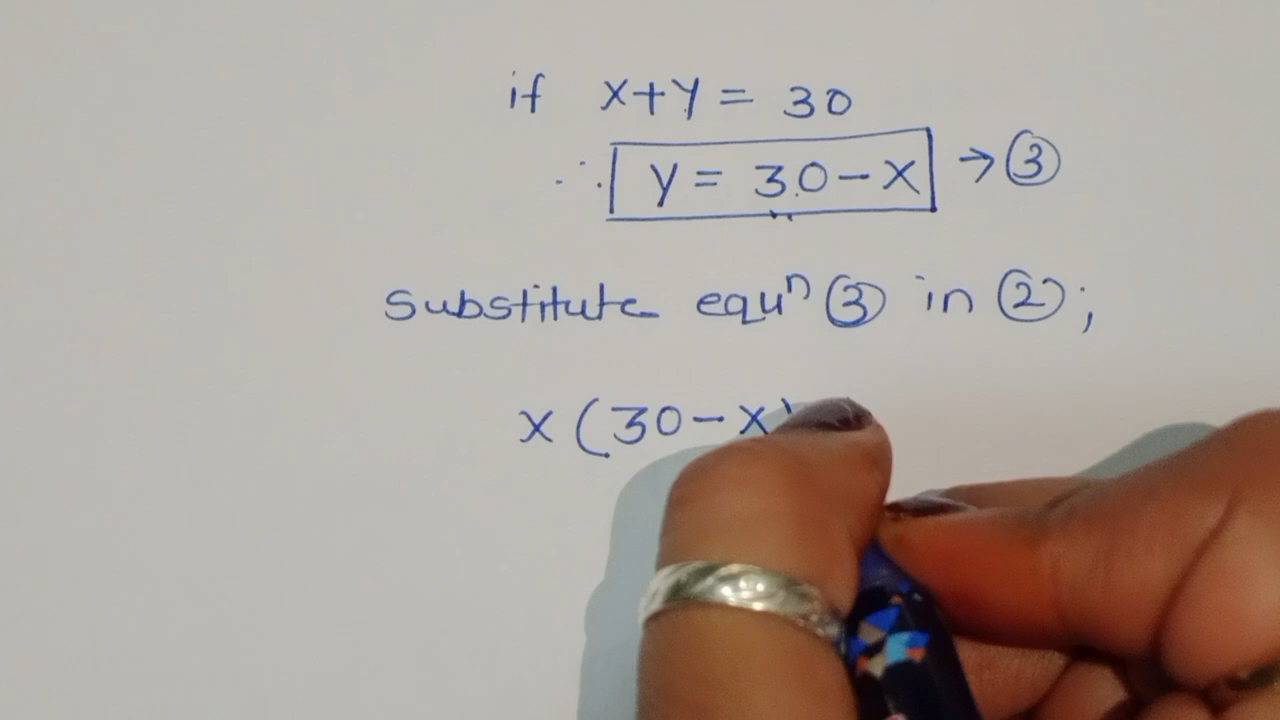 if x+y = 30
∴ y = 30-x → ③
Substitute equⁿ ③ in ②;
x(30-x)